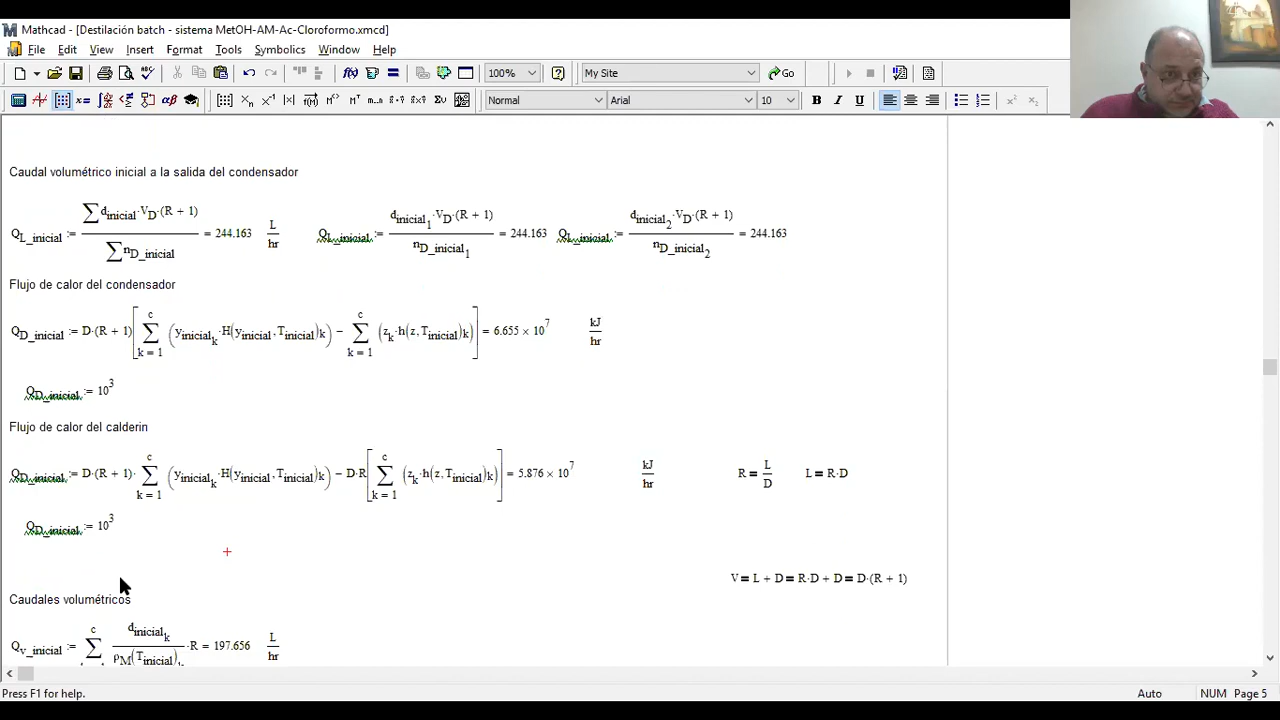 Mathcad - [Destilación batch - sistema MetOH-AM-Ac-Cloroformo.xmcd]
File Edit View Insert Format Tools Symbolics Window Help
100% My Site Go
Normal Arial 10 B I U
Caudal volumétrico inicial a la salida del condensador
Q_L_inicial := ∑d_inicial·V_D·(R + 1) / ∑n_D_inicial = 244.163 L/hr Q_L_inicial := d_inicial_1·V_D·(R + 1) / n_D_inicial_1 = 244.163 Q_L_inicial := d_inicial_2·V_D·(R + 1) / n_D_inicial_2 = 244.163
Flujo de calor del condensador
Q_D_inicial := D·(R + 1)[∑_{k = 1}^{c} (y_inicial_k·H(y_inicial, T_inicial)_k) − ∑_{k = 1}^{c} (z_k·h(z, T_inicial)_k)] = 6.655 × 10^7 kJ/hr
Q_D_inicial := 10^3
Flujo de calor del calderin
Q_D_inicial := D·(R + 1)·∑_{k = 1}^{c} (y_inicial_k·H(y_inicial, T_inicial)_k) − D·R[∑_{k = 1}^{c} (z_k·h(z, T_inicial)_k)] = 5.876 × 10^7 kJ/hr R = L/D L = R·D
Q_D_inicial := 10^3
V = L + D = R·D + D = D·(R + 1)
Caudales volumétricos
Q_v_inicial := ∑^{c} d_inicial_k / ρ_M(T_inicial) ·R = 197.656 L/hr
Press F1 for help. Auto NUM Page 5